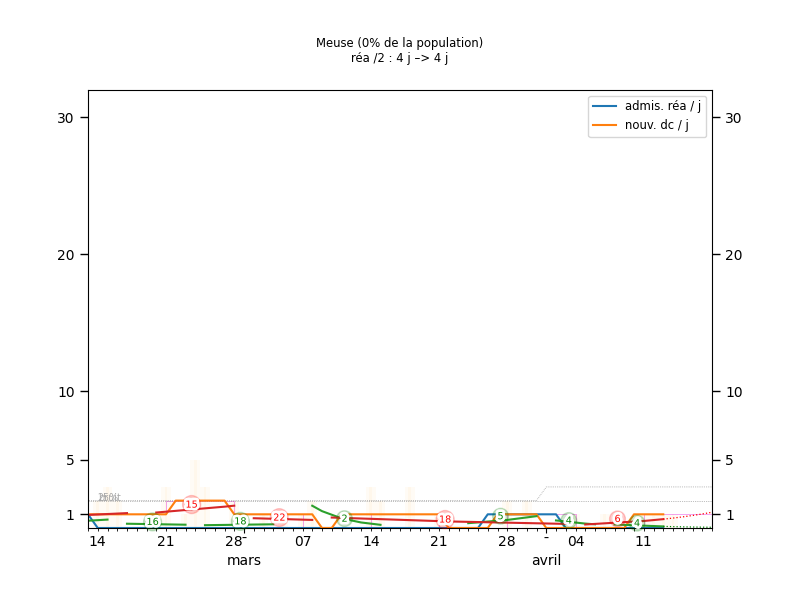 Meuse (0% de la population)
réa /2 : 4 j –> 4 j
admis. réa / j
nouv. dc / j
30 30
20 20
10 10
5 5
1 1
15 16 18 22 2 18 5 4 6 4
14 21 28 07 14 21 28 04 11
mars avril